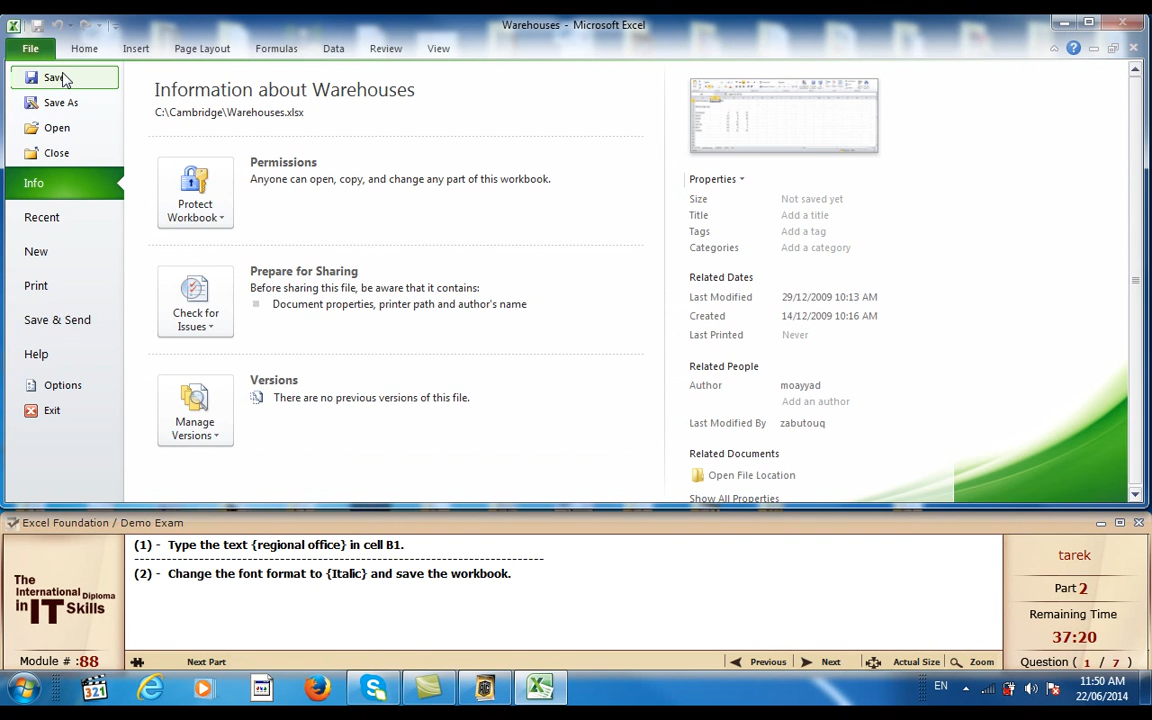 Warehouses - Microsoft Excel
File Home Insert Page Layout Formulas Data Review View
Save
Save As
Open
Close
Info
Recent
New
Print
Save & Send
Help
Options
Exit
Information about Warehouses
C:\Cambridge\Warehouses.xlsx
Protect
Workbook
Permissions
Anyone can open, copy, and change any part of this workbook.
Check for
Issues
Prepare for Sharing
Before sharing this file, be aware that it contains:
Document properties, printer path and author's name
Manage
Versions
Versions
There are no previous versions of this file.
Properties
Size Not saved yet
Title Add a title
Tags Add a tag
Categories Add a category
Related Dates
Last Modified 29/12/2009 10:13 AM
Created 14/12/2009 10:16 AM
Last Printed Never
Related People
Author moayyad
Add an author
Last Modified By zabutouq
Related Documents
Open File Location
Show All Properties
Excel Foundation / Demo Exam
The
International Diploma
in IT Skills
Module # :88
(1) - Type the text {regional office} in cell B1.
(2) - Change the font format to {Italic} and save the workbook.
tarek
Part 2
Remaining Time
37:20
Question ( 1 / 7 )
Next Part Previous Next Actual Size Zoom
321
EN
11:50 AM
22/06/2014